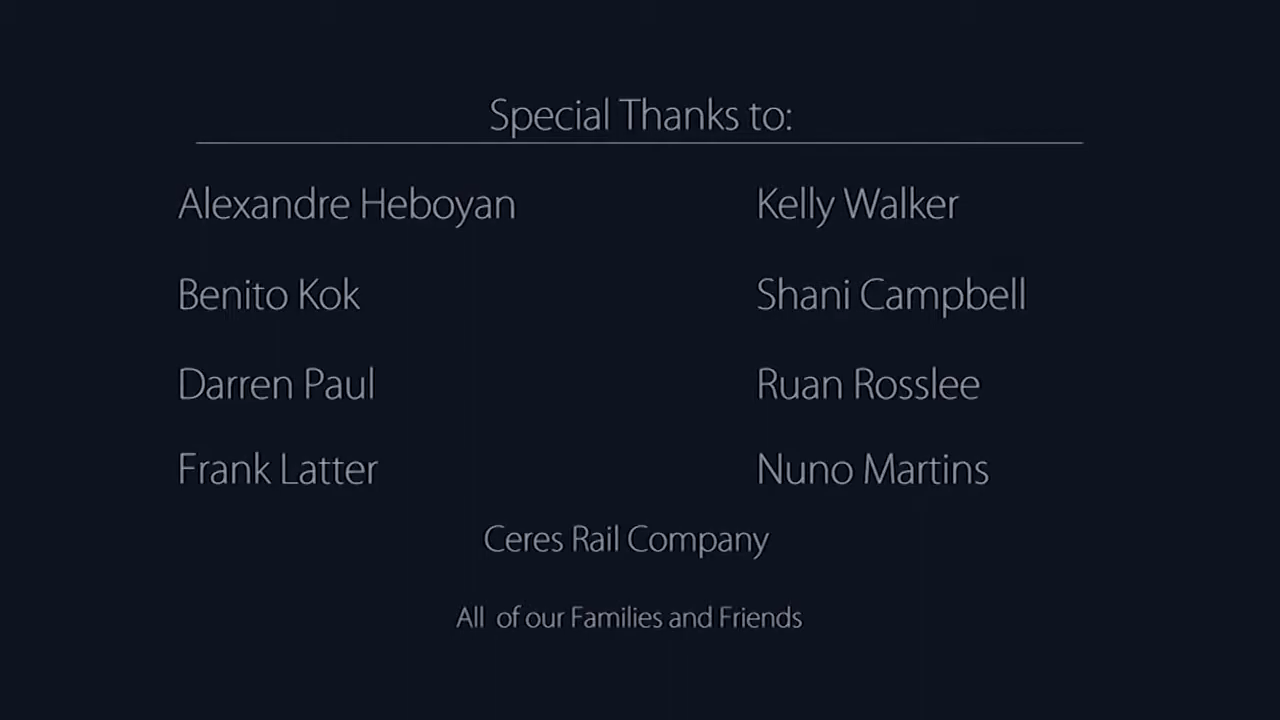 Special Thanks to:
Alexandre Heboyan
Kelly Walker
Benito Kok
Shani Campbell
Darren Paul
Ruan Rosslee
Frank Latter
Nuno Martins
Ceres Rail Company
All of our Families and Friends